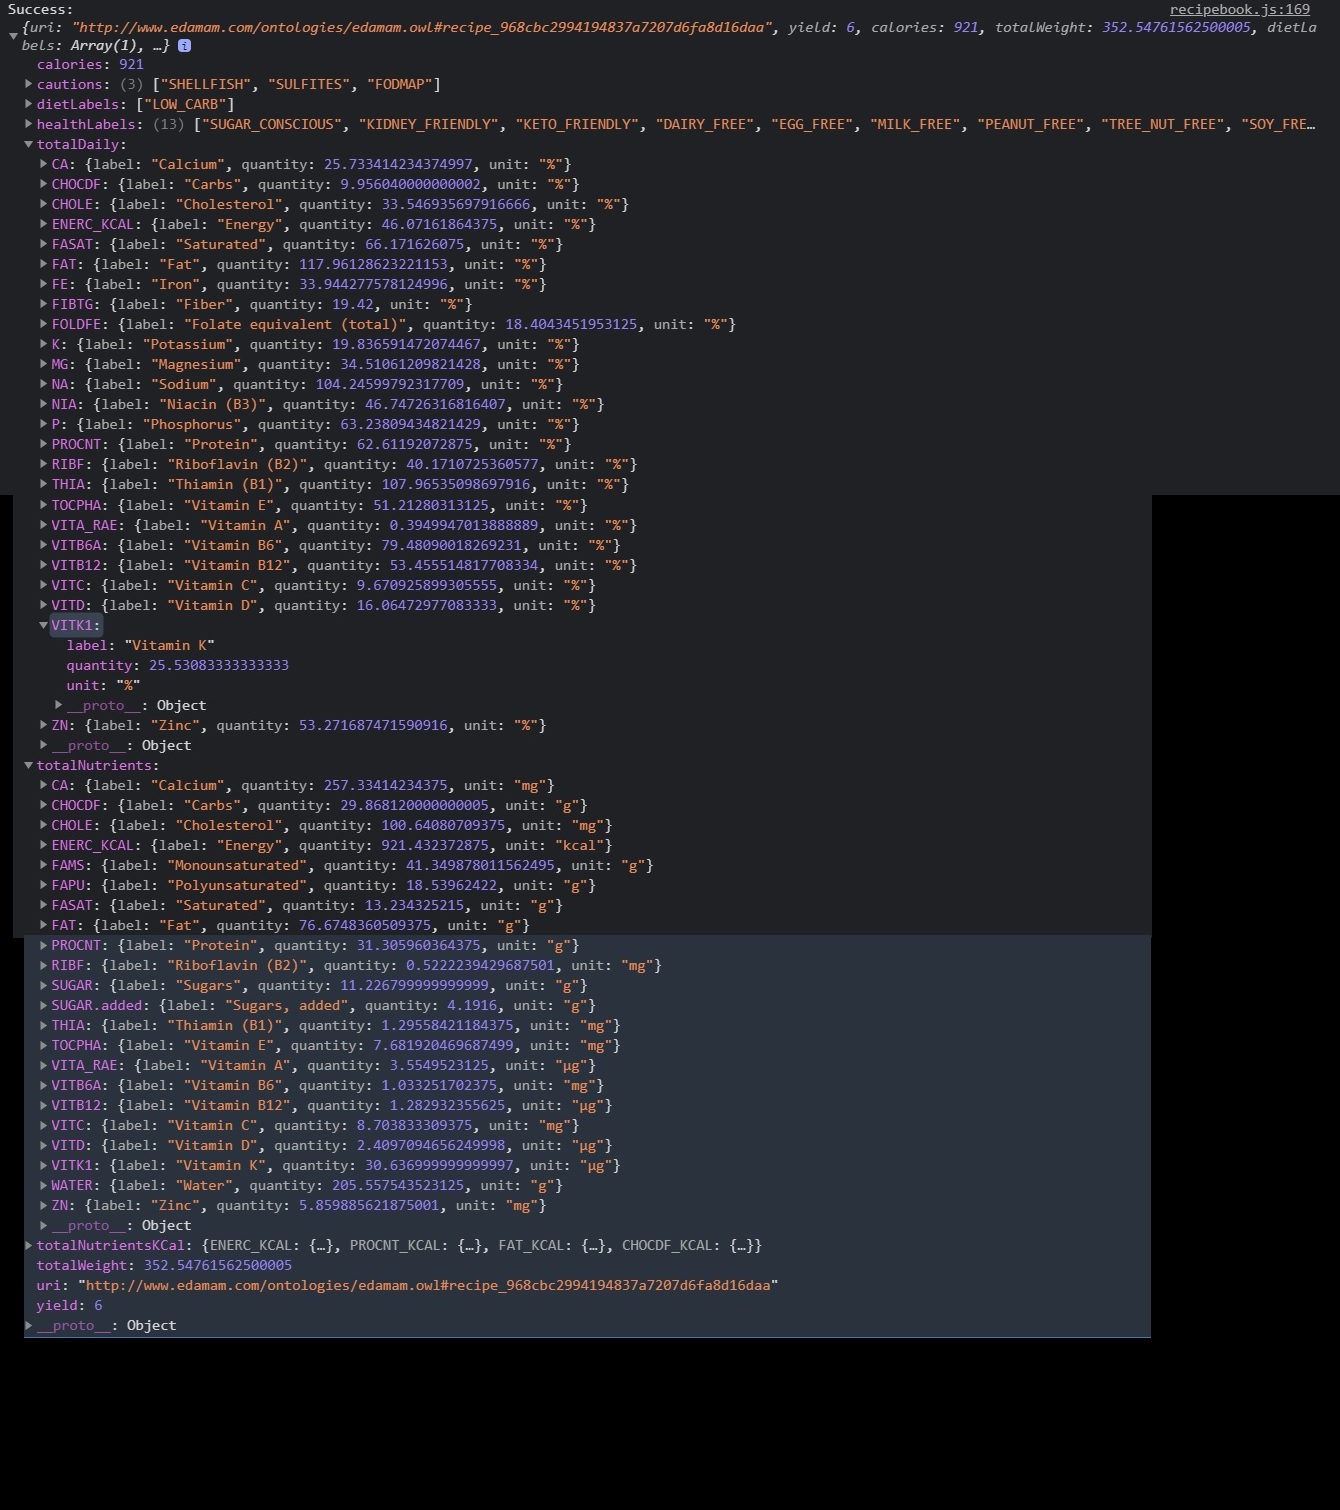 Success:
recipebook.js:169
{uri: "http://www.edamam.com/ontologies/edamam.owl#recipe_968cbc2994194837a7207d6fa8d16daa", yield: 6, calories: 921, totalWeight: 352.54761562500005, dietLa
bels: Array(1), …} i
calories: 921
cautions: (3) ["SHELLFISH", "SULFITES", "FODMAP"]
dietLabels: ["LOW_CARB"]
healthLabels: (13) ["SUGAR_CONSCIOUS", "KIDNEY_FRIENDLY", "KETO_FRIENDLY", "DAIRY_FREE", "EGG_FREE", "MILK_FREE", "PEANUT_FREE", "TREE_NUT_FREE", "SOY_FRE…
totalDaily:
CA: {label: "Calcium", quantity: 25.733414234374997, unit: "%"}
CHOCDF: {label: "Carbs", quantity: 9.956040000000002, unit: "%"}
CHOLE: {label: "Cholesterol", quantity: 33.546935697916666, unit: "%"}
ENERC_KCAL: {label: "Energy", quantity: 46.07161864375, unit: "%"}
FASAT: {label: "Saturated", quantity: 66.171626075, unit: "%"}
FAT: {label: "Fat", quantity: 117.96128623221153, unit: "%"}
FE: {label: "Iron", quantity: 33.944277578124996, unit: "%"}
FIBTG: {label: "Fiber", quantity: 19.42, unit: "%"}
FOLDFE: {label: "Folate equivalent (total)", quantity: 18.4043451953125, unit: "%"}
K: {label: "Potassium", quantity: 19.836591472074467, unit: "%"}
MG: {label: "Magnesium", quantity: 34.51061209821428, unit: "%"}
NA: {label: "Sodium", quantity: 104.24599792317709, unit: "%"}
NIA: {label: "Niacin (B3)", quantity: 46.74726316816407, unit: "%"}
P: {label: "Phosphorus", quantity: 63.23809434821429, unit: "%"}
PROCNT: {label: "Protein", quantity: 62.61192072875, unit: "%"}
RIBF: {label: "Riboflavin (B2)", quantity: 40.1710725360577, unit: "%"}
THIA: {label: "Thiamin (B1)", quantity: 107.96535098697916, unit: "%"}
TOCPHA: {label: "Vitamin E", quantity: 51.21280313125, unit: "%"}
VITA_RAE: {label: "Vitamin A", quantity: 0.3949947013888889, unit: "%"}
VITB6A: {label: "Vitamin B6", quantity: 79.48090018269231, unit: "%"}
VITB12: {label: "Vitamin B12", quantity: 53.455514817708334, unit: "%"}
VITC: {label: "Vitamin C", quantity: 9.670925899305555, unit: "%"}
VITD: {label: "Vitamin D", quantity: 16.06472977083333, unit: "%"}
VITK1:
label: "Vitamin K"
quantity: 25.53083333333333
unit: "%"
__proto__: Object
ZN: {label: "Zinc", quantity: 53.271687471590916, unit: "%"}
__proto__: Object
totalNutrients:
CA: {label: "Calcium", quantity: 257.33414234375, unit: "mg"}
CHOCDF: {label: "Carbs", quantity: 29.868120000000005, unit: "g"}
CHOLE: {label: "Cholesterol", quantity: 100.64080709375, unit: "mg"}
ENERC_KCAL: {label: "Energy", quantity: 921.432372875, unit: "kcal"}
FAMS: {label: "Monounsaturated", quantity: 41.349878011562495, unit: "g"}
FAPU: {label: "Polyunsaturated", quantity: 18.53962422, unit: "g"}
FASAT: {label: "Saturated", quantity: 13.234325215, unit: "g"}
FAT: {label: "Fat", quantity: 76.6748360509375, unit: "g"}
PROCNT: {label: "Protein", quantity: 31.305960364375, unit: "g"}
RIBF: {label: "Riboflavin (B2)", quantity: 0.5222239429687501, unit: "mg"}
SUGAR: {label: "Sugars", quantity: 11.226799999999999, unit: "g"}
SUGAR.added: {label: "Sugars, added", quantity: 4.1916, unit: "g"}
THIA: {label: "Thiamin (B1)", quantity: 1.29558421184375, unit: "mg"}
TOCPHA: {label: "Vitamin E", quantity: 7.681920469687499, unit: "mg"}
VITA_RAE: {label: "Vitamin A", quantity: 3.5549523125, unit: "µg"}
VITB6A: {label: "Vitamin B6", quantity: 1.033251702375, unit: "mg"}
VITB12: {label: "Vitamin B12", quantity: 1.282932355625, unit: "µg"}
VITC: {label: "Vitamin C", quantity: 8.703833309375, unit: "mg"}
VITD: {label: "Vitamin D", quantity: 2.4097094656249998, unit: "µg"}
VITK1: {label: "Vitamin K", quantity: 30.636999999999997, unit: "µg"}
WATER: {label: "Water", quantity: 205.557543523125, unit: "g"}
ZN: {label: "Zinc", quantity: 5.859885621875001, unit: "mg"}
__proto__: Object
totalNutrientsKCal: {ENERC_KCAL: {…}, PROCNT_KCAL: {…}, FAT_KCAL: {…}, CHOCDF_KCAL: {…}}
totalWeight: 352.54761562500005
uri: "http://www.edamam.com/ontologies/edamam.owl#recipe_968cbc2994194837a7207d6fa8d16daa"
yield: 6
__proto__: Object